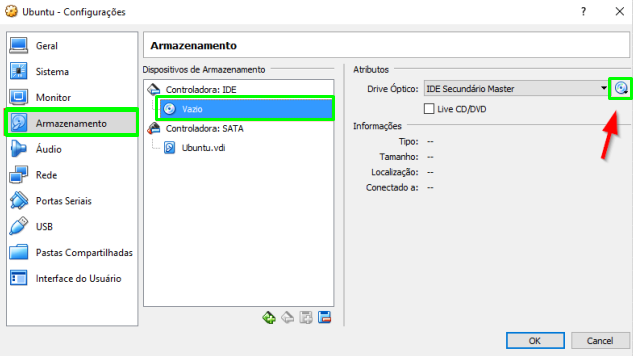 Ubuntu - Configurações
?
Geral
Sistema
Monitor
Armazenamento
Áudio
Rede
Portas Seriais
USB
Pastas Compartilhadas
Interface do Usuário
Armazenamento
Dispositivos de Armazenamento
Controladora: IDE
Vazio
Controladora: SATA
Ubuntu.vdi
Atributos
Drive Óptico: IDE Secundário Master
Live CD/DVD
Informações
Tipo: --
Tamanho: --
Localização: --
Conectado a: --
OK
Cancel